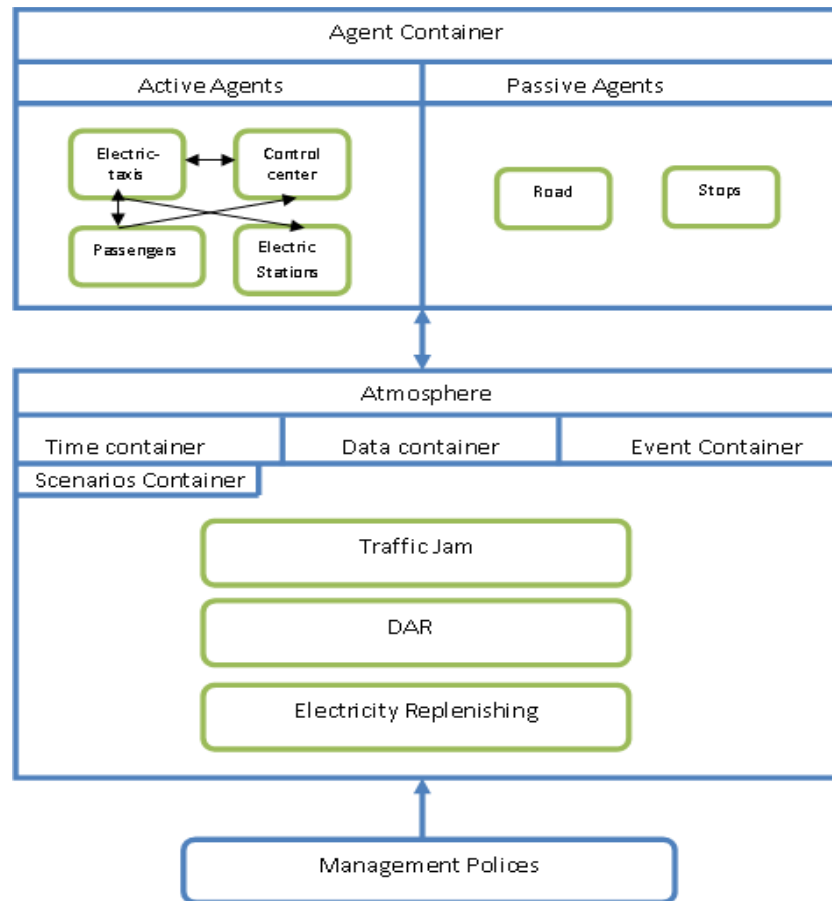 Agent Container
Active Agents
Passive Agents
Electric-
taxis
Control
center
Road
Stops
Passengers
Electric
Stations
Atmosphere
Time container
Data container
Event Container
Scenarios Container
Traffic Jam
DAR
Electricity Replenishing
Management Polices